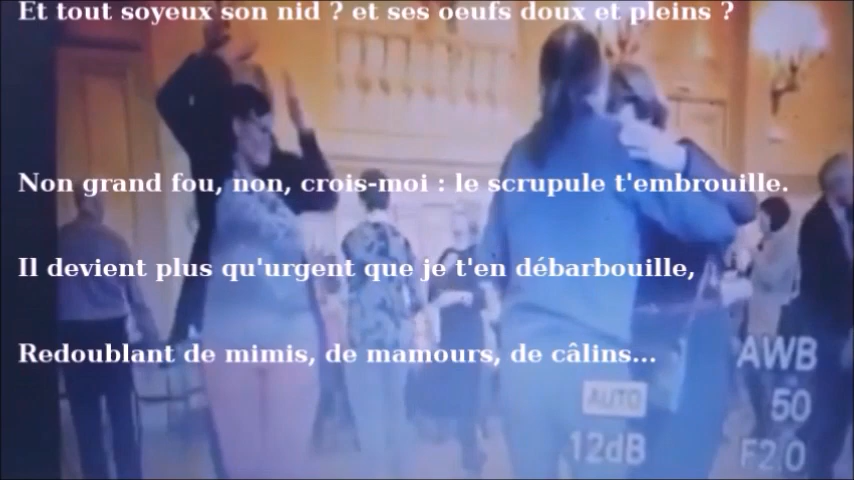 Et tout soyeux son nid ? et ses oeufs doux et pleins ?
Non grand fou, non, crois-moi : le scrupule t'embrouille.
Il devient plus qu'urgent que je t'en débarbouille,
Redoublant de mimis, de mamours, de câlins...
AWB
AUTO
50
12dB
F2.0